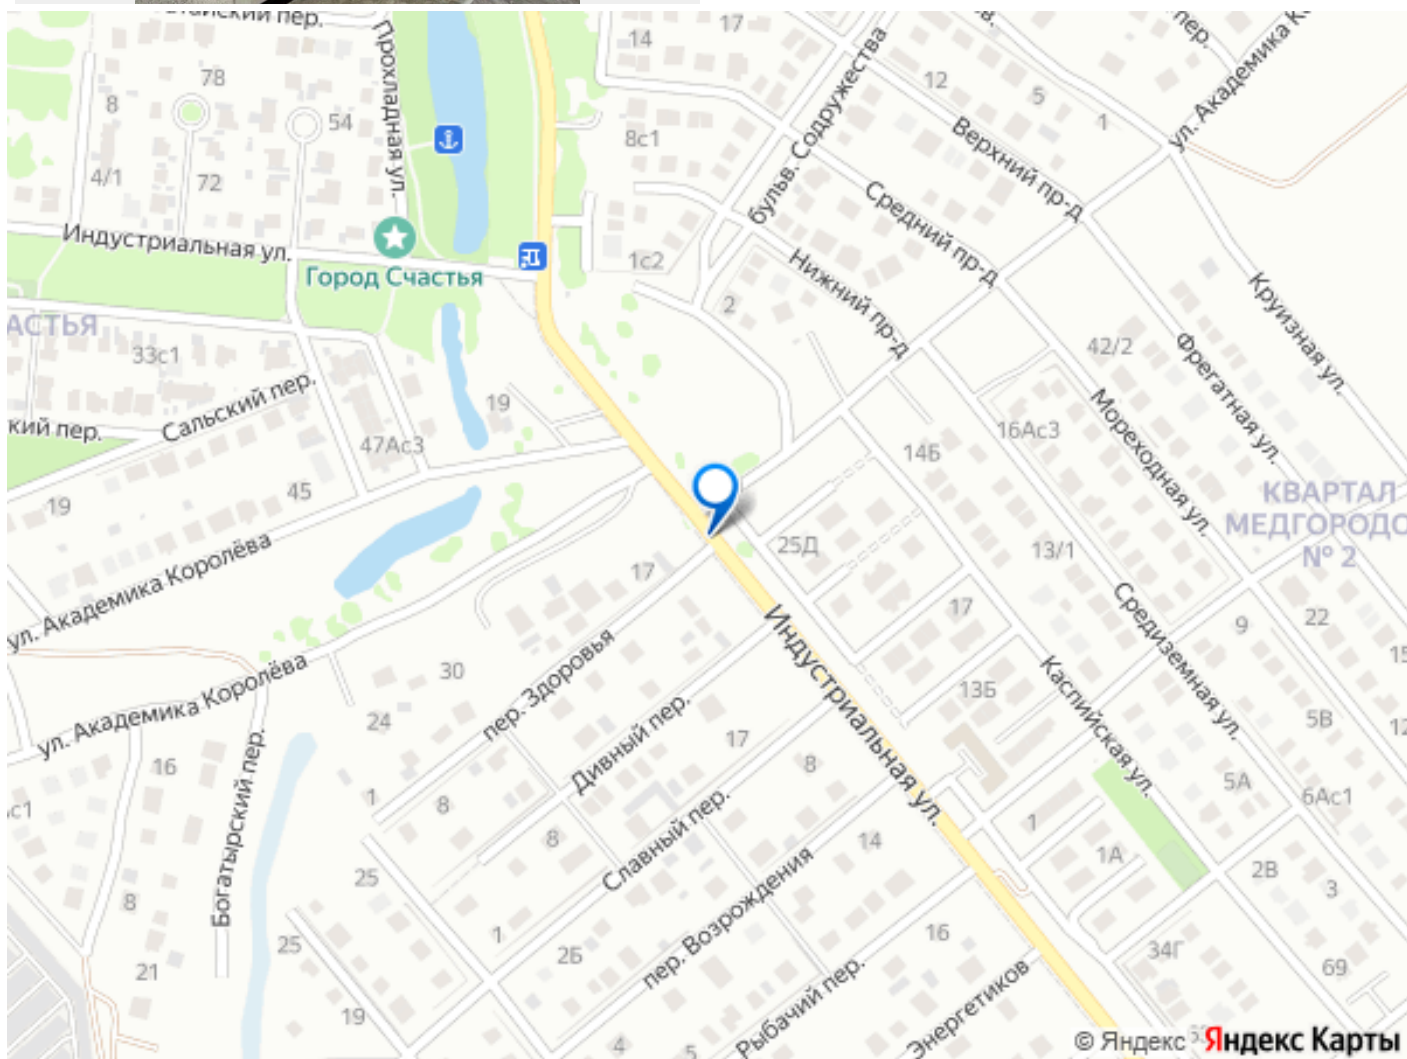 17
14
78
8
54
Прохладная ул.
12
5
1
ул. Академика К
8с1
Верхний пр-д
бульв. Содружества
4/1
72
Средний пр-д
Индустриальная ул.
Город Счастья
1с2
Нижний пр-д
2
Круизная ул.
АСТЬЯ
33с1
42/2
Фрегатная ул.
Сальский пер.
19
кий пер.
47Ас3
16Ас3
Мореходная ул.
14Б
45
19
КВАРТАЛ
МЕДГОРОДО
№ 2
25Д
13/1
ул. Академика Королёва
17
17
Средиземная ул.
9
22
15
Индустриальная ул.
пер. Здоровья
30
13Б
Каспийская ул.
ул. Академика Королёва
24
Дивный пер.
17
5В
12
16
Богатырский пер.
8
5А
6Ас1
с1
1
8
Славный пер.
8
14
1
1А
25
пер. Возрождения
2В
3
8
1
2Б
16
25
34Г
69
21
Рыбачий пер.
Энергетиков
19
4
5
© Яндекс Яндекс Карты